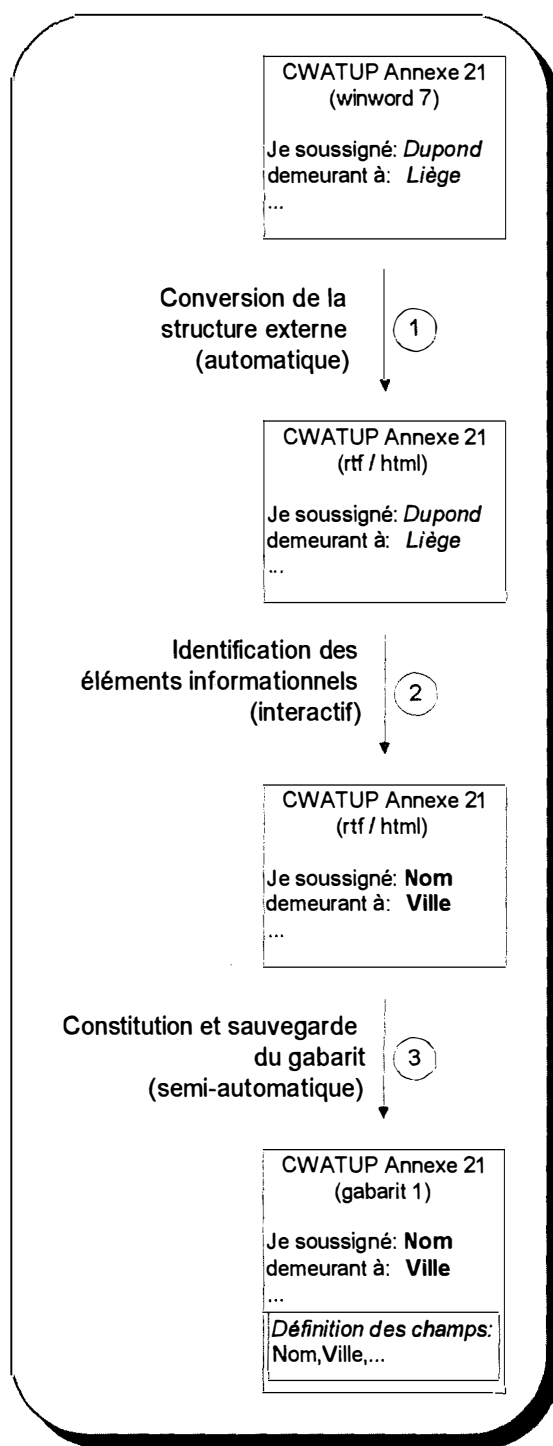 CWATUP Annexe 21
(winword 7)
Je soussigné: Dupond
demeurant à: Liège
...
Conversion de la
structure externe
(automatique)
1
CWATUP Annexe 21
(rtf / html)
Je soussigné: Dupond
demeurant à: Liège
...
Identification des
éléments informationnels
(interactif)
2
CWATUP Annexe 21
(rtf / html)
Je soussigné: Nom
demeurant à: Ville
...
Constitution et sauvegarde
du gabarit
(semi-automatique)
3
CWATUP Annexe 21
(gabarit 1)
Je soussigné: Nom
demeurant à: Ville
...
Définition des champs:
Nom,Ville,...